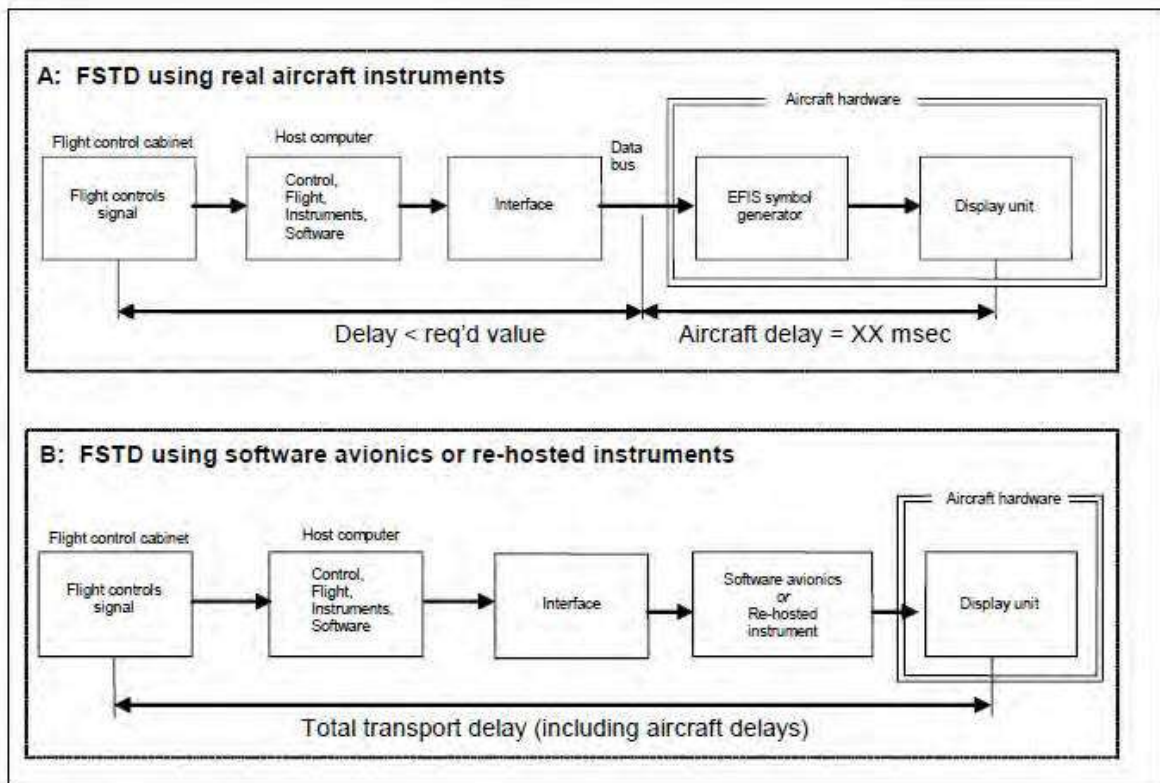 A: FSTD using real aircraft instruments
Aircraft hardware
Flight control cabinet
Host computer
Data
bus
Flight controls
signal
Control,
Flight,
Instruments,
Software
Interface
EFIS symbol
generator
Display unit
Delay < req'd value
Aircraft delay = XX msec
B: FSTD using software avionics or re-hosted instruments
Aircraft hardware
Flight control cabinet
Host computer
Flight controls
signal
Control,
Flight,
Instruments,
Software
Interface
Software avionics
or
Re-hosted
instrument
Display unit
Total transport delay (including aircraft delays)